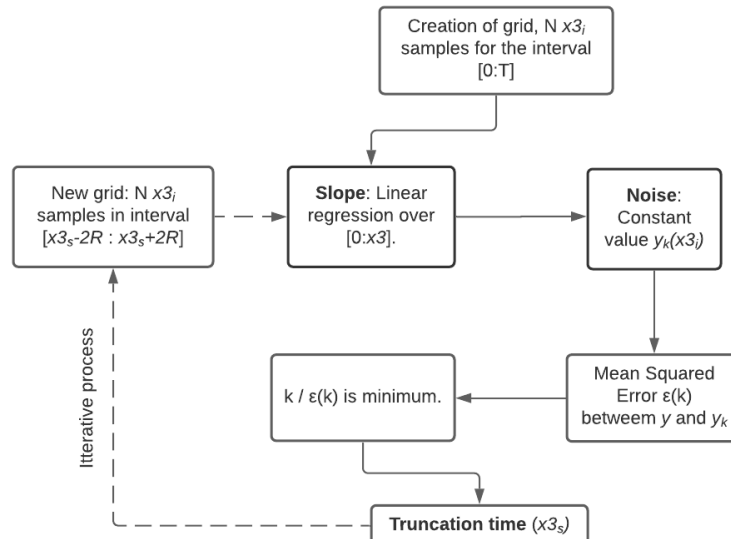 Creation of grid, N x3ᵢ
samples for the interval
[0:T]
New grid: N x3ᵢ
samples in interval
[x3ₛ-2R : x3ₛ+2R]
Slope: Linear
regression over
[0:x3].
Noise:
Constant
value yₖ(x3ᵢ)
Itterative process
k / ε(k) is minimum.
Mean Squared
Error ε(k)
betweem y and yₖ
Truncation time (x3ₛ)